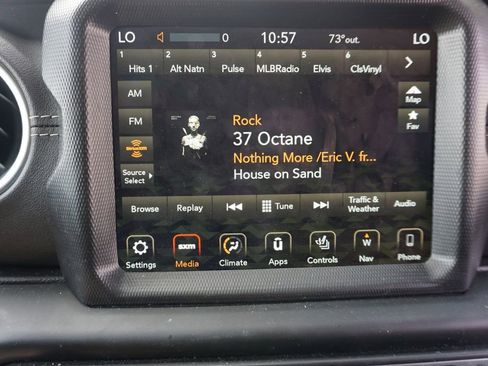 LO 0 10:57 73°out. LO
1 2 3 4 5 6
Hits 1 Alt Natn Pulse MLBRadio Elvis ClsVinyl
AM
Map
FM
Fav
SiriusXM
Source
Select
Rock
37 Octane
Nothing More /Eric V. fr...
House on Sand
Browse Replay Tune Traffic & Weather Audio
sxm W
Settings Media Climate Apps Controls Nav Phone